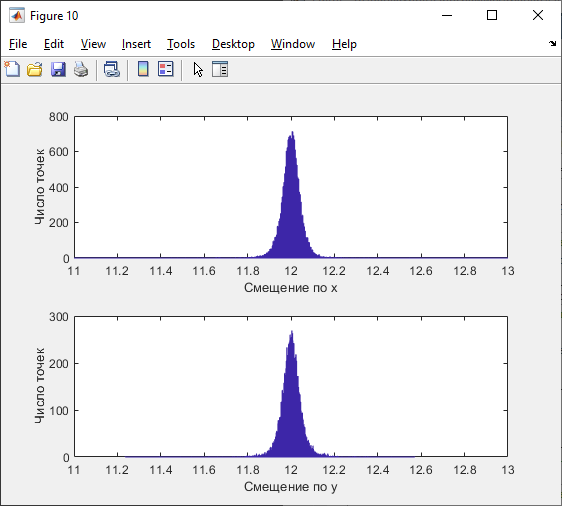 Figure 10
File Edit View Insert Tools Desktop Window Help
800
600
400
200
0
Число точек
11 11.2 11.4 11.6 11.8 12 12.2 12.4 12.6 12.8 13
Смещение по x
300
200
100
0
Число точек
11 11.2 11.4 11.6 11.8 12 12.2 12.4 12.6 12.8 13
Смещение по y